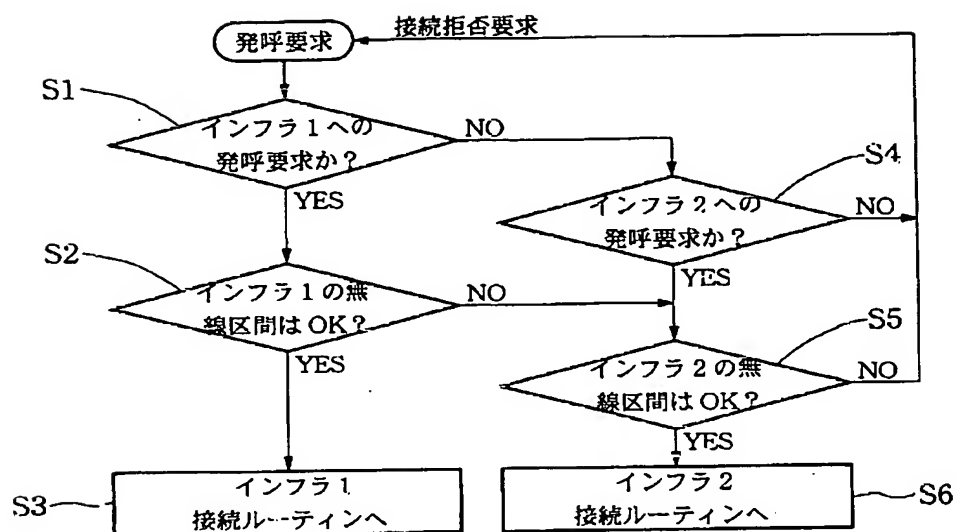 接続拒否要求
発呼要求
S1
インフラ1への
発呼要求か?
NO
YES
S4
インフラ2への
発呼要求か?
NO
YES
S2
インフラ1の無
線区間はOK?
NO
YES
S5
インフラ2の無
線区間はOK?
NO
YES
S3
インフラ1
接続ルーティンへ
インフラ2
接続ルーティンへ
S6